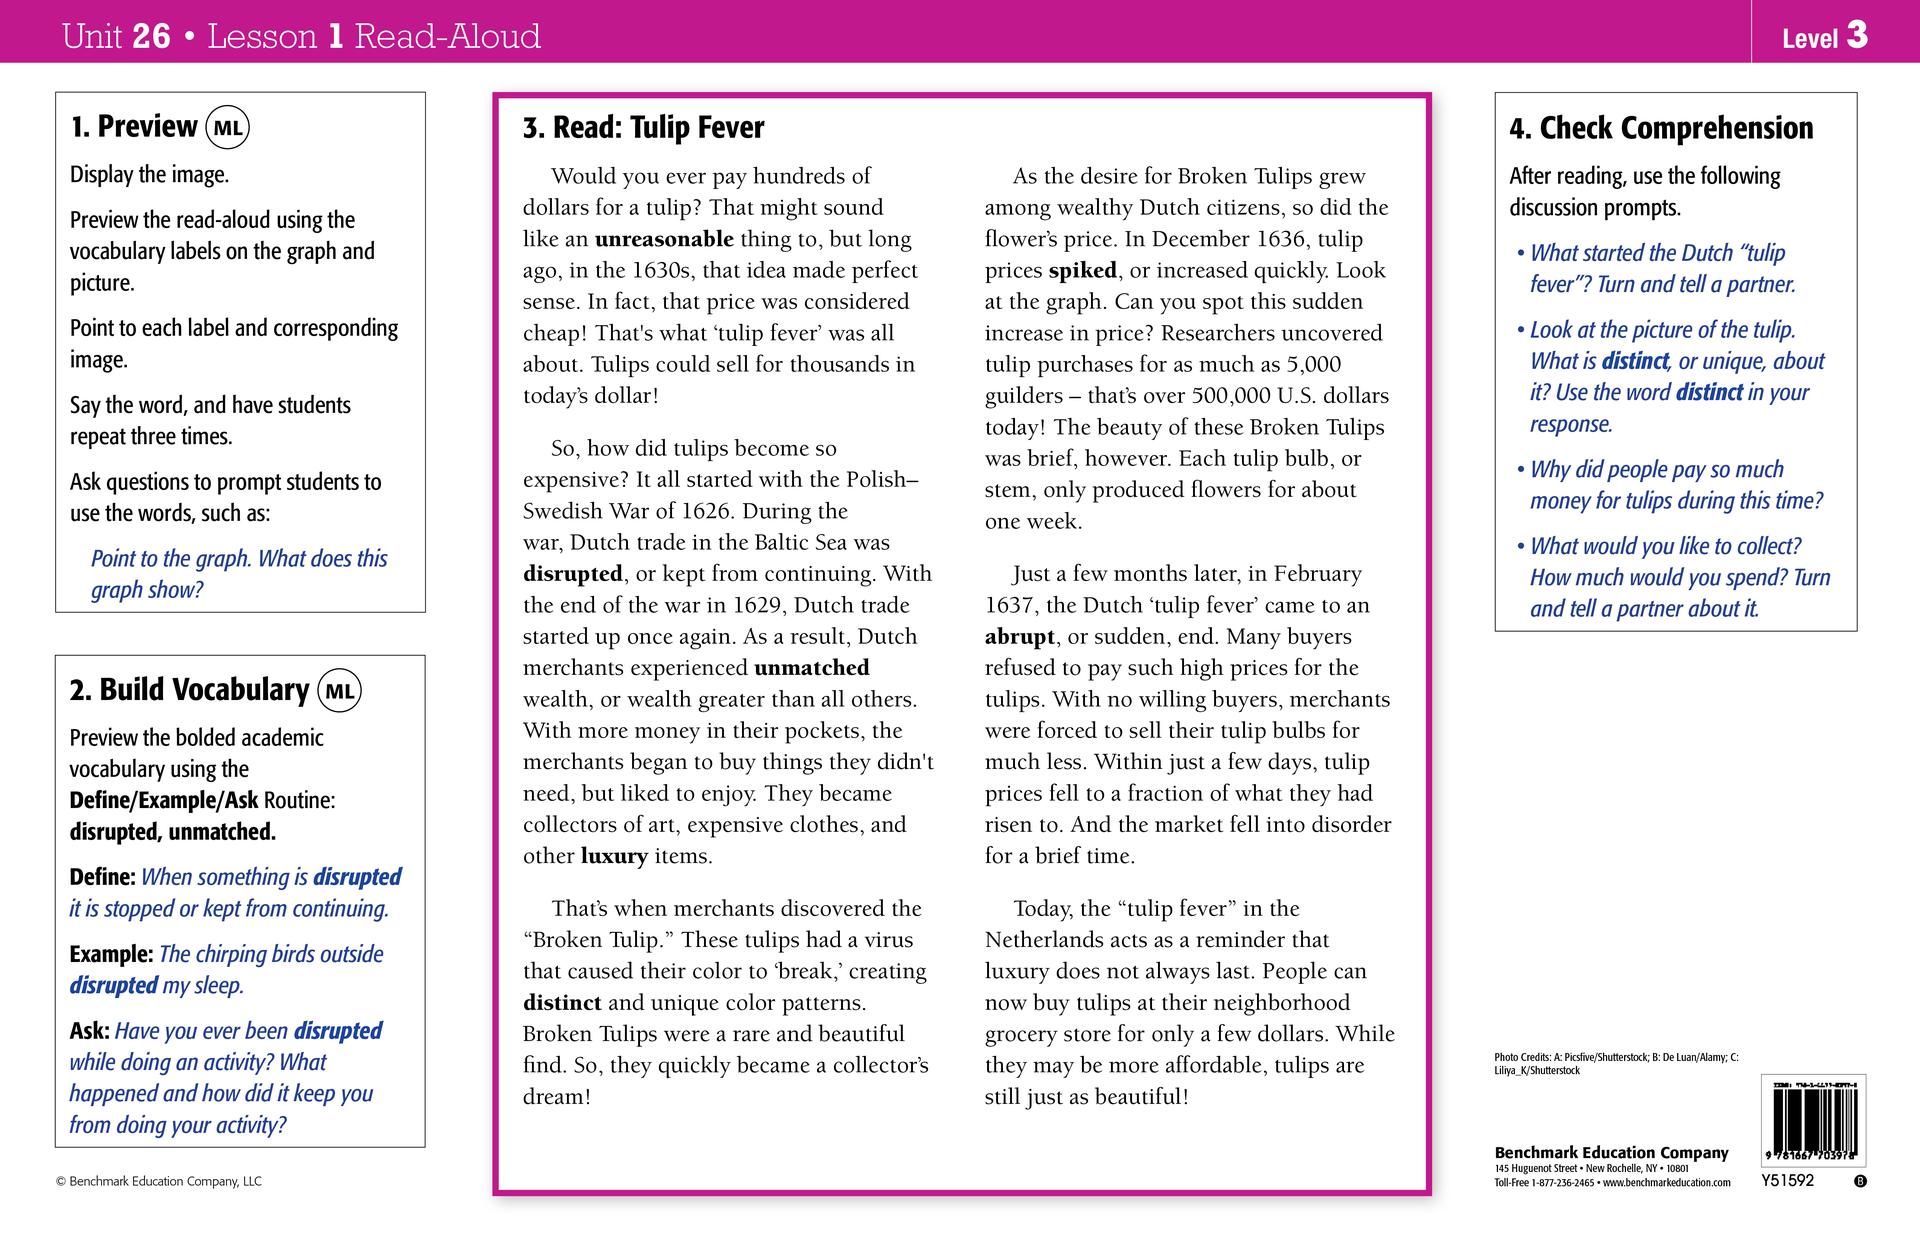 Unit 26 • Lesson 1 Read-Aloud
Level 3
1. Preview ML
Display the image.
Preview the read-aloud using the
vocabulary labels on the graph and
picture.
Point to each label and corresponding
image.
Say the word, and have students
repeat three times.
Ask questions to prompt students to
use the words, such as:
Point to the graph. What does this
graph show?
2. Build Vocabulary ML
Preview the bolded academic
vocabulary using the
Define/Example/Ask Routine:
disrupted, unmatched.
Define: When something is disrupted
it is stopped or kept from continuing.
Example: The chirping birds outside
disrupted my sleep.
Ask: Have you ever been disrupted
while doing an activity? What
happened and how did it keep you
from doing your activity?
© Benchmark Education Company, LLC
3. Read: Tulip Fever
Would you ever pay hundreds of
dollars for a tulip? That might sound
like an unreasonable thing to, but long
ago, in the 1630s, that idea made perfect
sense. In fact, that price was considered
cheap! That's what ‘tulip fever’ was all
about. Tulips could sell for thousands in
today’s dollar!
So, how did tulips become so
expensive? It all started with the Polish–
Swedish War of 1626. During the
war, Dutch trade in the Baltic Sea was
disrupted, or kept from continuing. With
the end of the war in 1629, Dutch trade
started up once again. As a result, Dutch
merchants experienced unmatched
wealth, or wealth greater than all others.
With more money in their pockets, the
merchants began to buy things they didn't
need, but liked to enjoy. They became
collectors of art, expensive clothes, and
other luxury items.
That’s when merchants discovered the
“Broken Tulip.” These tulips had a virus
that caused their color to ‘break,’ creating
distinct and unique color patterns.
Broken Tulips were a rare and beautiful
find. So, they quickly became a collector’s
dream!
As the desire for Broken Tulips grew
among wealthy Dutch citizens, so did the
flower’s price. In December 1636, tulip
prices spiked, or increased quickly. Look
at the graph. Can you spot this sudden
increase in price? Researchers uncovered
tulip purchases for as much as 5,000
guilders – that’s over 500,000 U.S. dollars
today! The beauty of these Broken Tulips
was brief, however. Each tulip bulb, or
stem, only produced flowers for about
one week.
Just a few months later, in February
1637, the Dutch ‘tulip fever’ came to an
abrupt, or sudden, end. Many buyers
refused to pay such high prices for the
tulips. With no willing buyers, merchants
were forced to sell their tulip bulbs for
much less. Within just a few days, tulip
prices fell to a fraction of what they had
risen to. And the market fell into disorder
for a brief time.
Today, the “tulip fever” in the
Netherlands acts as a reminder that
luxury does not always last. People can
now buy tulips at their neighborhood
grocery store for only a few dollars. While
they may be more affordable, tulips are
still just as beautiful!
4. Check Comprehension
After reading, use the following
discussion prompts.
• What started the Dutch “tulip
fever”? Turn and tell a partner.
• Look at the picture of the tulip.
What is distinct, or unique, about
it? Use the word distinct in your
response.
• Why did people pay so much
money for tulips during this time?
• What would you like to collect?
How much would you spend? Turn
and tell a partner about it.
Photo Credits: A: Picsfive/Shutterstock; B: De Luan/Alamy; C:
Liliya_K/Shutterstock
Benchmark Education Company
145 Huguenot Street • New Rochelle, NY • 10801
Toll-Free 1-877-236-2465 • www.benchmarkeducation.com
Y51592
B